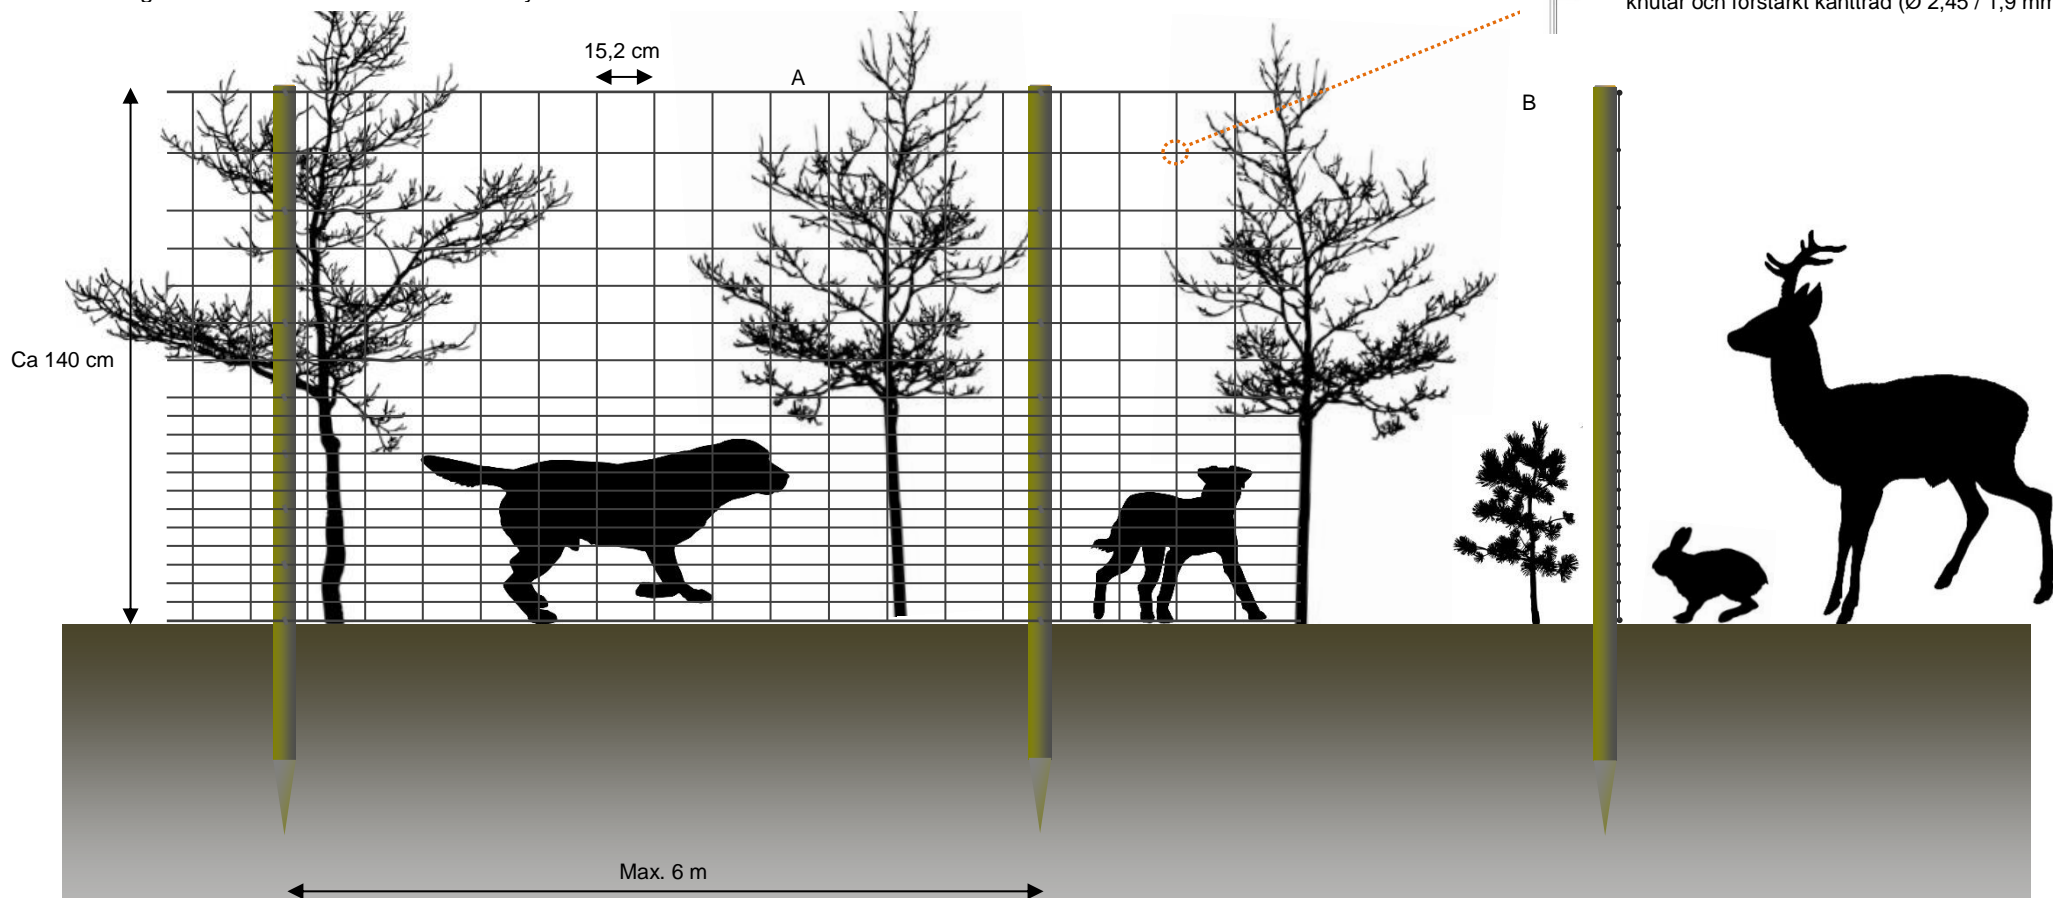 knutar och förstärkt kanttråd (Ø 2,45 / 1,9 mm
15,2 cm
A
B
Ca 140 cm
Max. 6 m